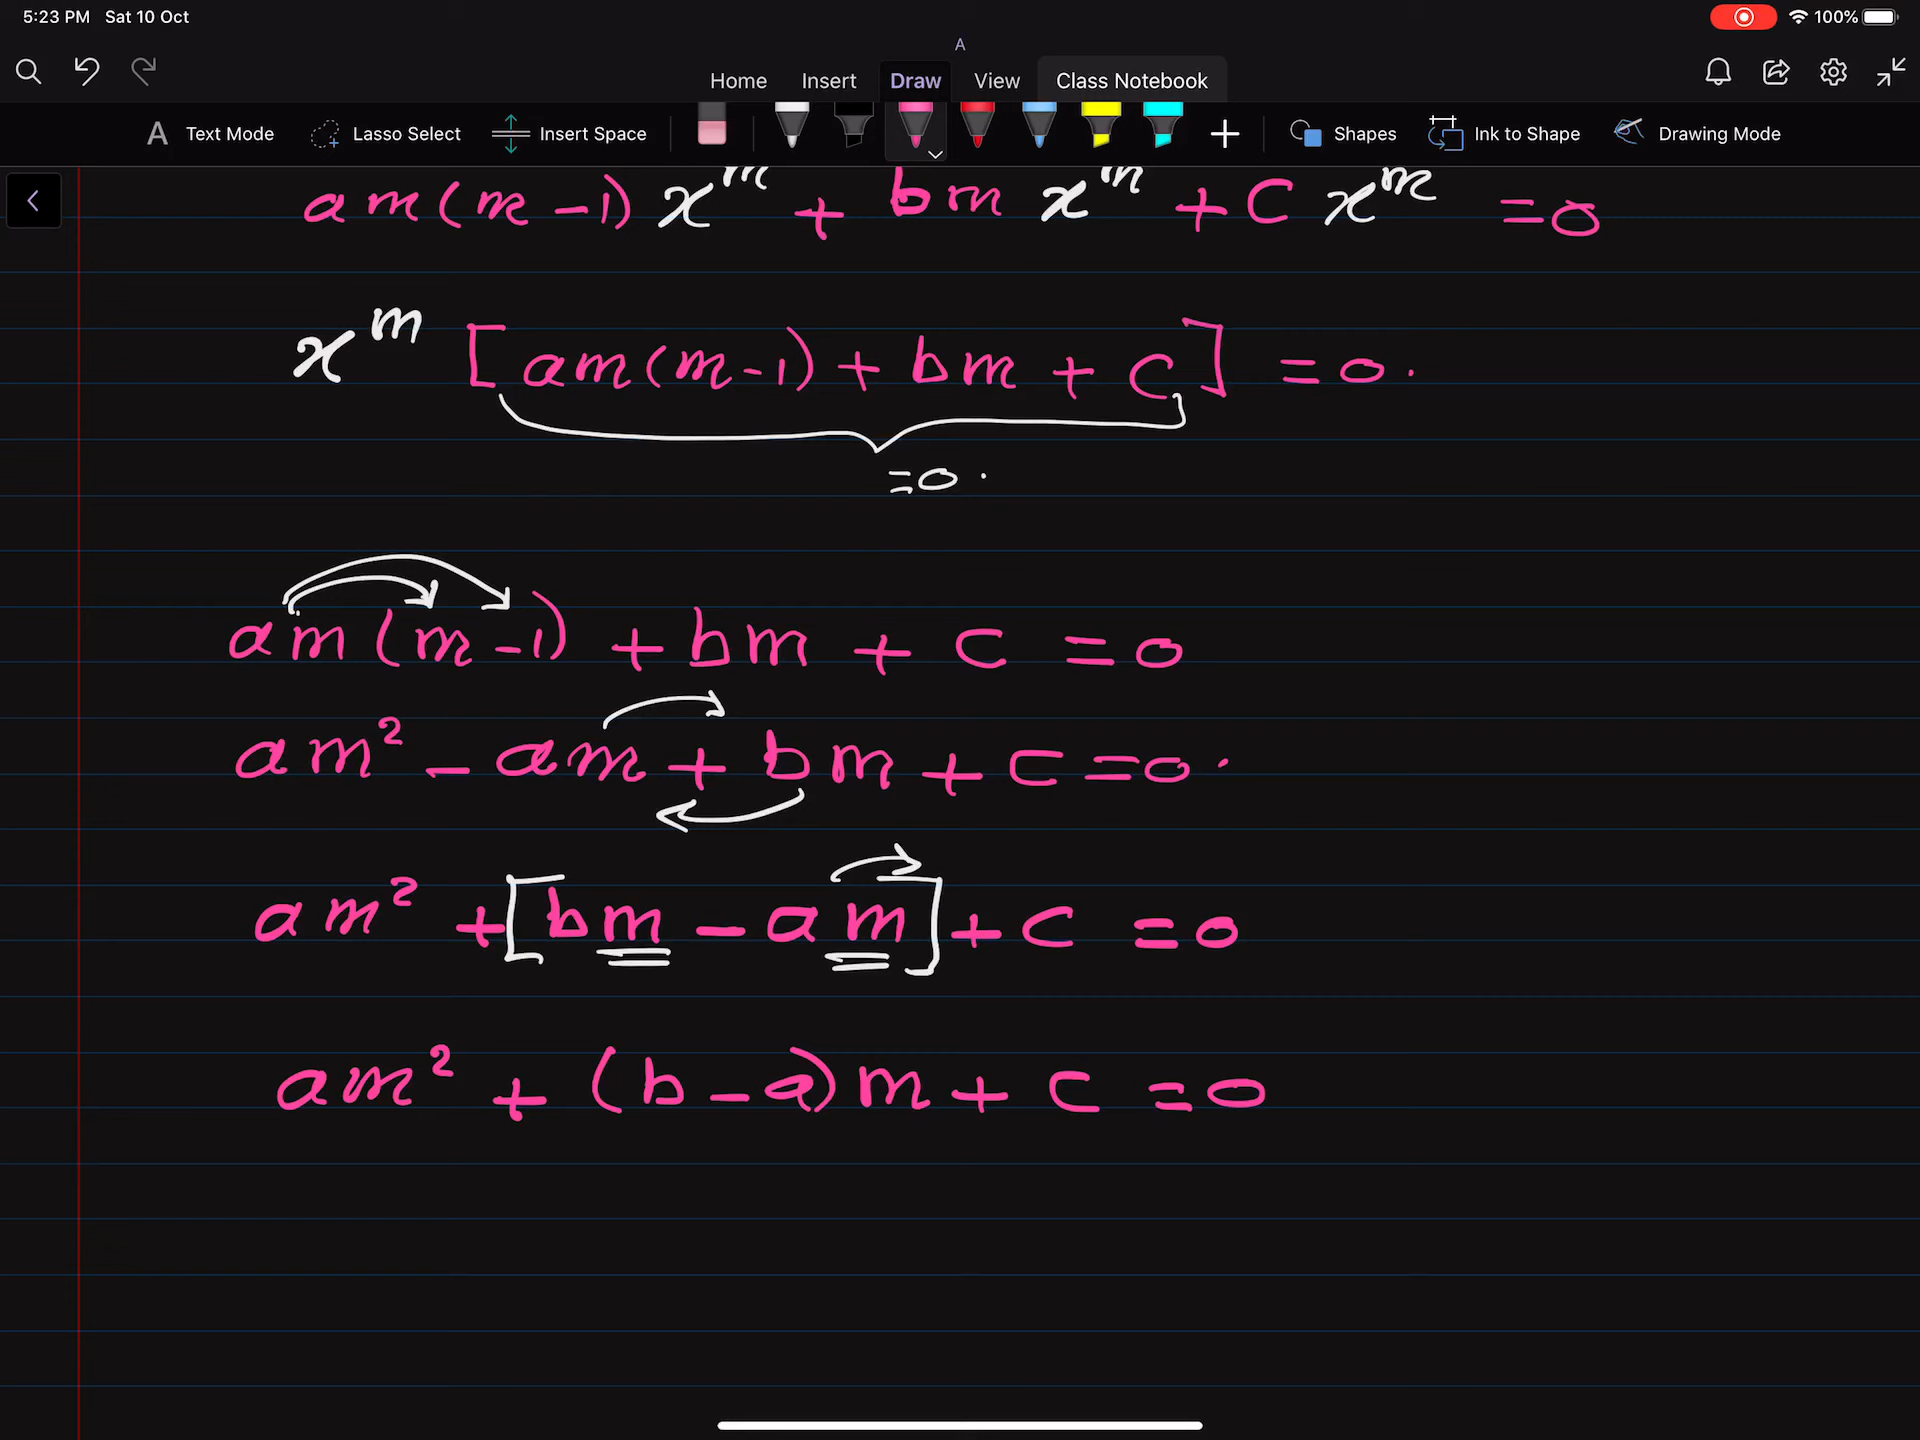 5:23 PM Sat 10 Oct 100%
A
Home Insert Draw View Class Notebook
A Text Mode Lasso Select Insert Space Shapes Ink to Shape Drawing Mode
am(m-1) x^m + bm x^m + C x^m = 0
x^m [am(m-1) + bm + C] = 0.
= 0.
am(m-1) + bm + C = 0
am² - am + bm + C = 0.
am² + [bm - am] + C = 0
am² + (b-a)m + C = 0